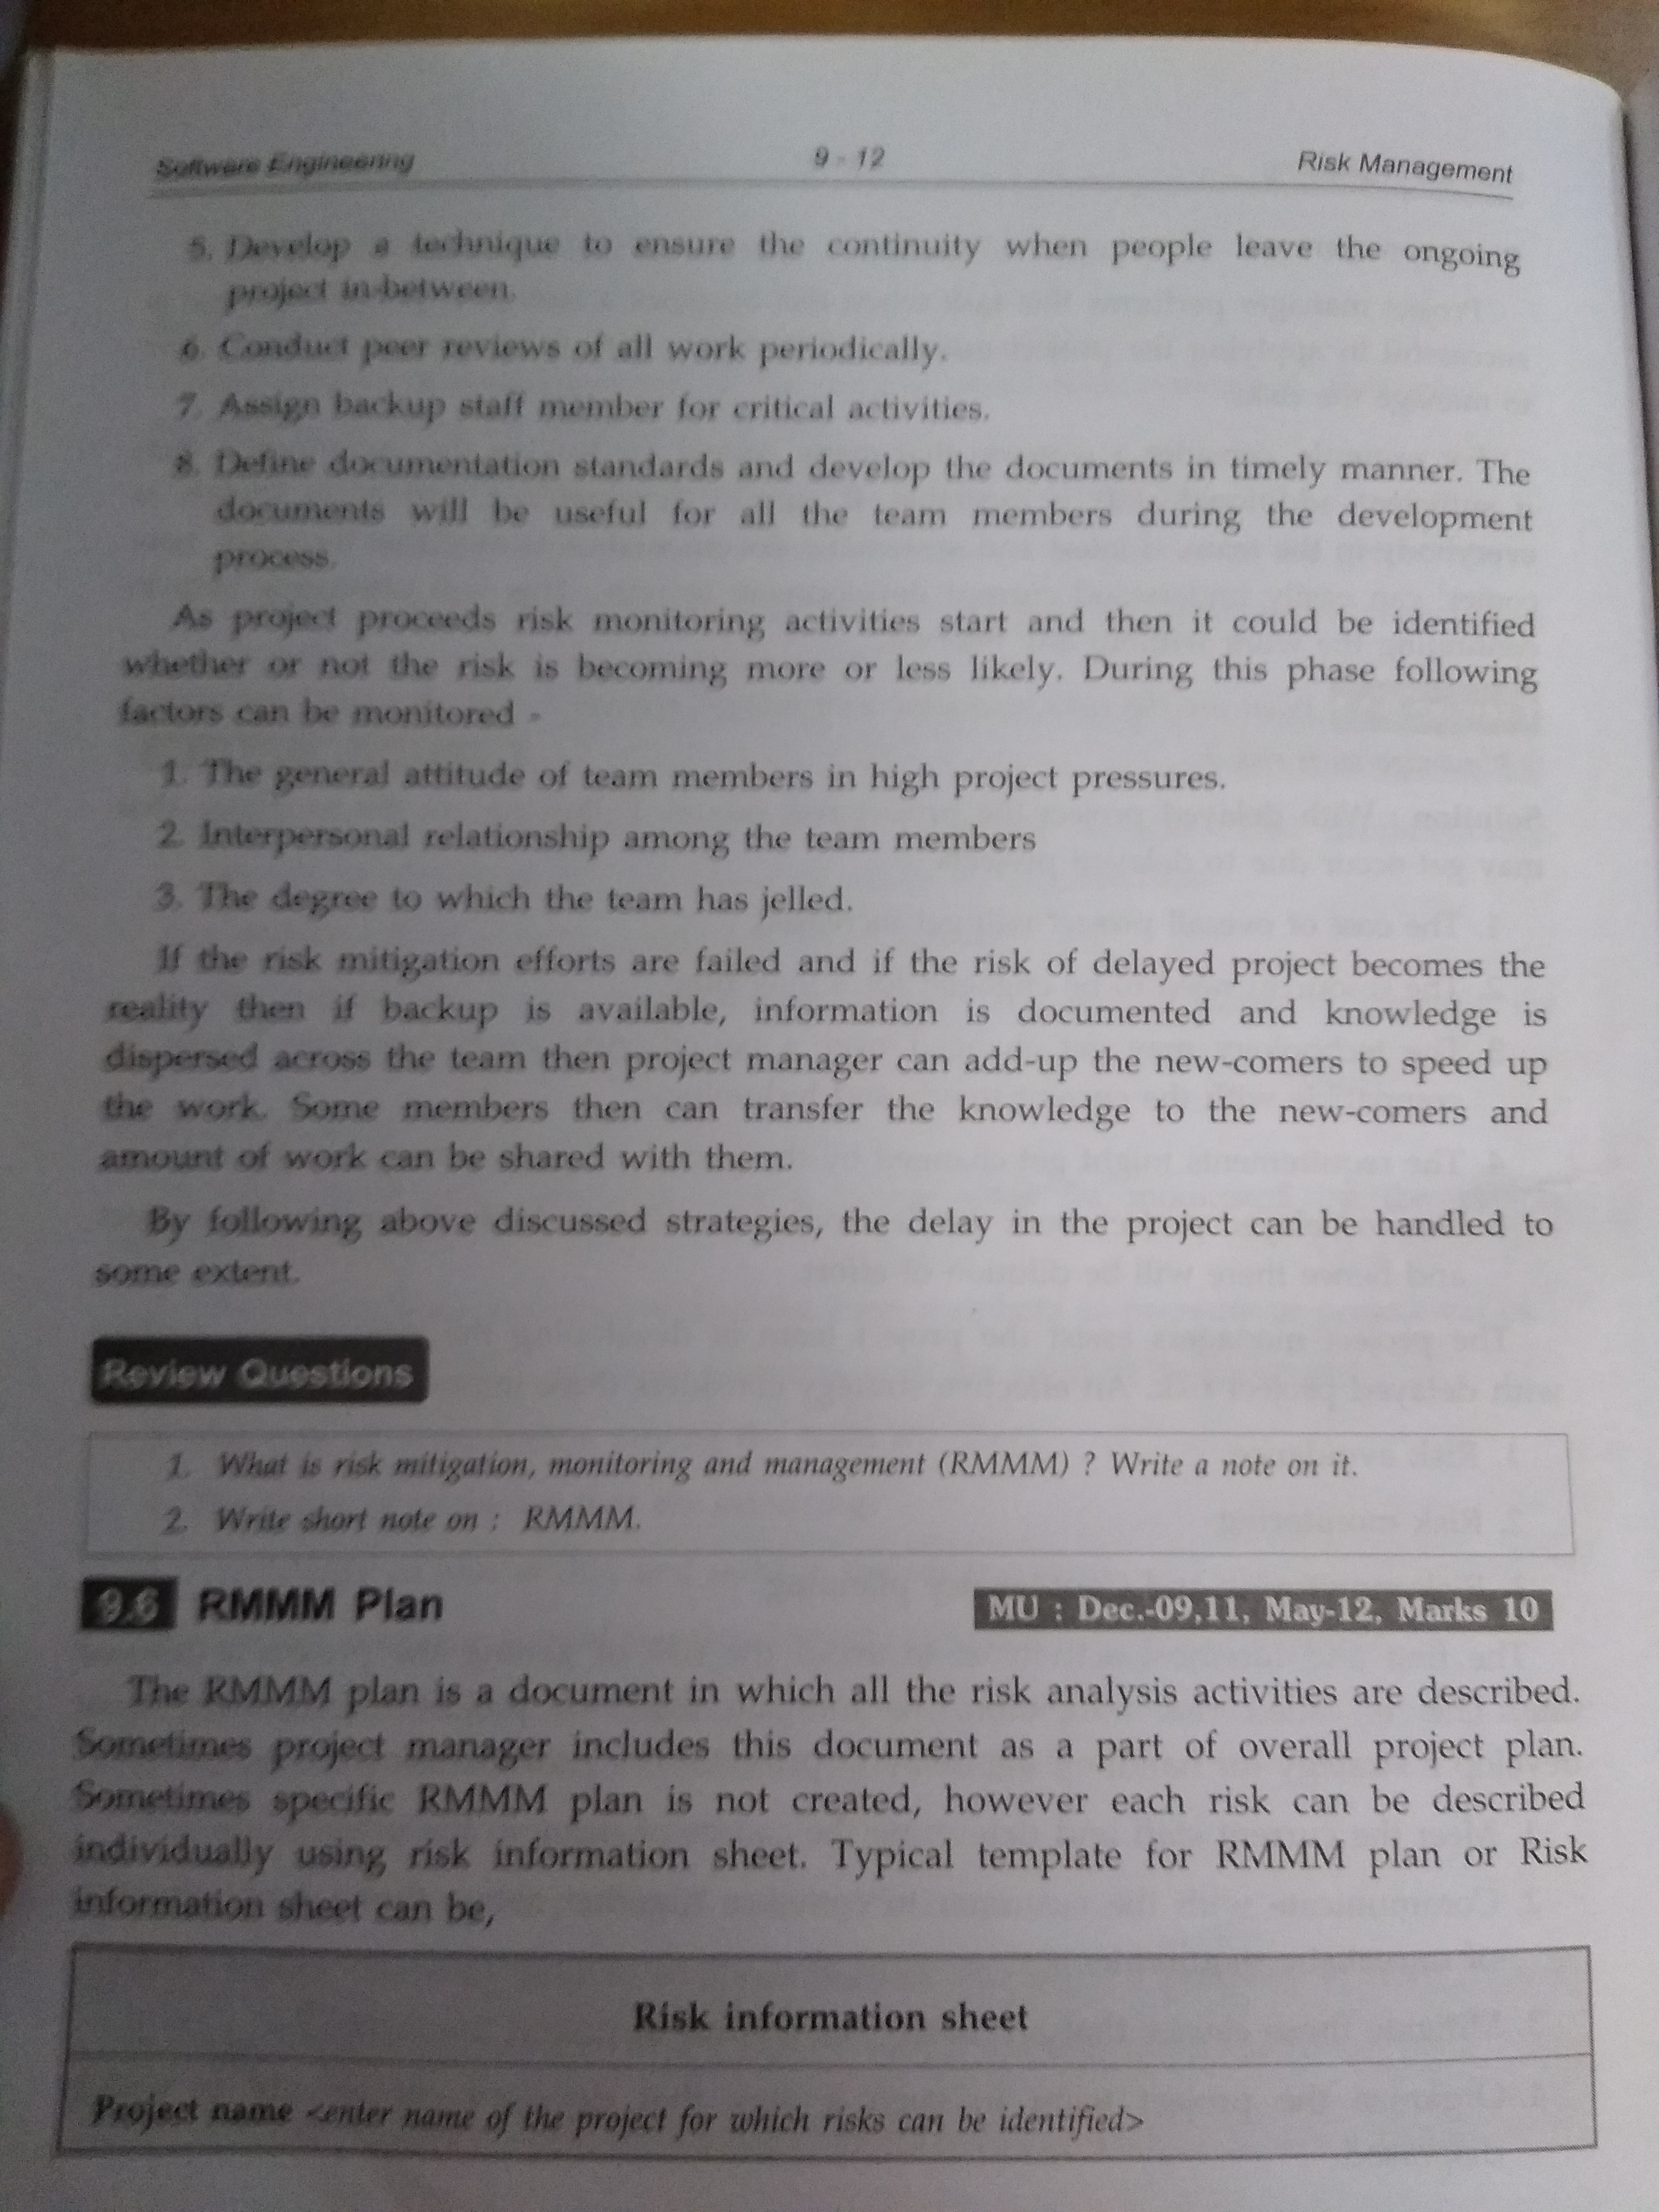 Software Engineering 9 - 12 Risk Management
5. Develop a technique to ensure the continuity when people leave the ongoing
project in-between.
6. Conduct peer reviews of all work periodically.
7. Assign backup staff member for critical activities.
8. Define documentation standards and develop the documents in timely manner. The
documents will be useful for all the team members during the development
process.
As project proceeds risk monitoring activities start and then it could be identified
whether or not the risk is becoming more or less likely. During this phase following
factors can be monitored -
1. The general attitude of team members in high project pressures.
2. Interpersonal relationship among the team members
3. The degree to which the team has jelled.
If the risk mitigation efforts are failed and if the risk of delayed project becomes the
reality then if backup is available, information is documented and knowledge is
dispersed across the team then project manager can add-up the new-comers to speed up
the work. Some members then can transfer the knowledge to the new-comers and
amount of work can be shared with them.
By following above discussed strategies, the delay in the project can be handled to
some extent.
Review Questions
1. What is risk mitigation, monitoring and management (RMMM) ? Write a note on it.
2. Write short note on : RMMM.
9.6 RMMM Plan MU : Dec.-09,11, May-12, Marks 10
The RMMM plan is a document in which all the risk analysis activities are described.
Sometimes project manager includes this document as a part of overall project plan.
Sometimes specific RMMM plan is not created, however each risk can be described
individually using risk information sheet. Typical template for RMMM plan or Risk
information sheet can be,
Risk information sheet
Project name <enter name of the project for which risks can be identified>